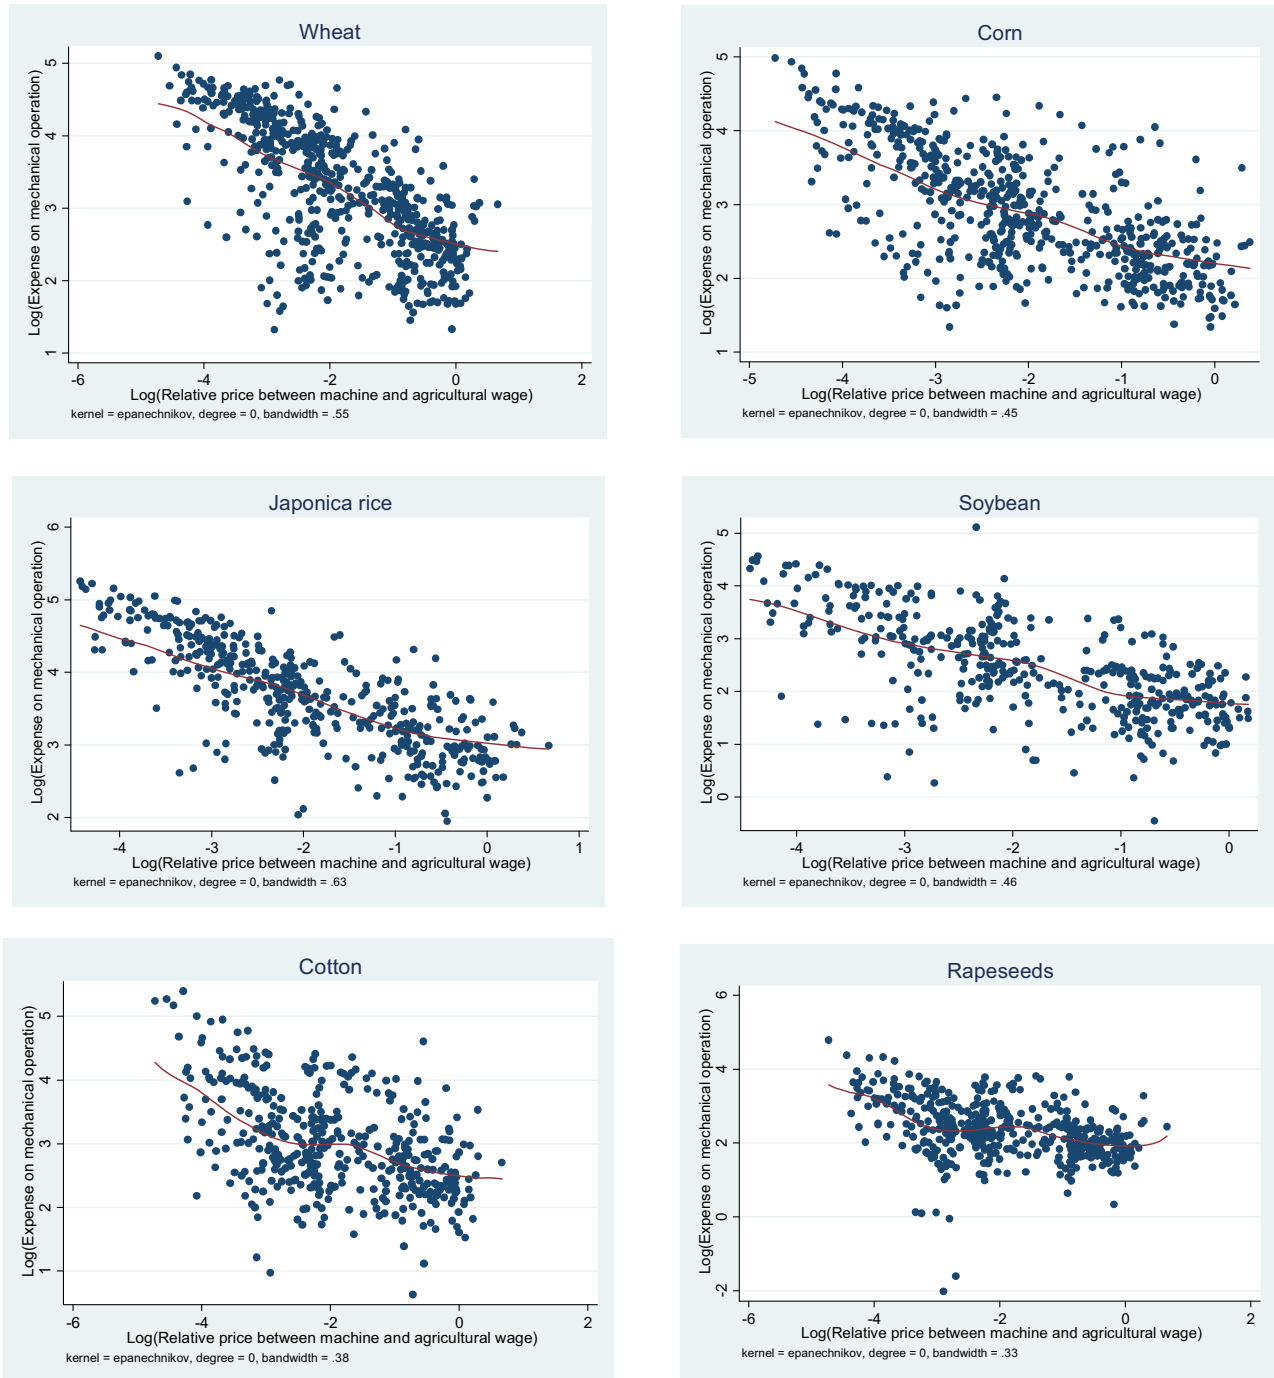 Wheat
Log(Expense on mechanical operation)
5
4
3
2
1
-6 -4 -2 0 2
Log(Relative price between machine and agricultural wage)
kernel = epanechnikov, degree = 0, bandwidth = .55
Corn
Log(Expense on mechanical operation)
5
4
3
2
1
-5 -4 -3 -2 -1 0
Log(Relative price between machine and agricultural wage)
kernel = epanechnikov, degree = 0, bandwidth = .45
Japonica rice
Log(Expense on mechanical operation)
6
5
4
3
2
-4 -3 -2 -1 0 1
Log(Relative price between machine and agricultural wage)
kernel = epanechnikov, degree = 0, bandwidth = .63
Soybean
Log(Expense on mechanical operation)
5
4
3
2
1
0
-4 -3 -2 -1 0
Log(Relative price between machine and agricultural wage)
kernel = epanechnikov, degree = 0, bandwidth = .46
Cotton
Log(Expense on mechanical operation)
5
4
3
2
1
-6 -4 -2 0 2
Log(Relative price between machine and agricultural wage)
kernel = epanechnikov, degree = 0, bandwidth = .38
Rapeseeds
Log(Expense on mechanical operation)
6
4
2
0
-2
-6 -4 -2 0 2
Log(Relative price between machine and agricultural wage)
kernel = epanechnikov, degree = 0, bandwidth = .33